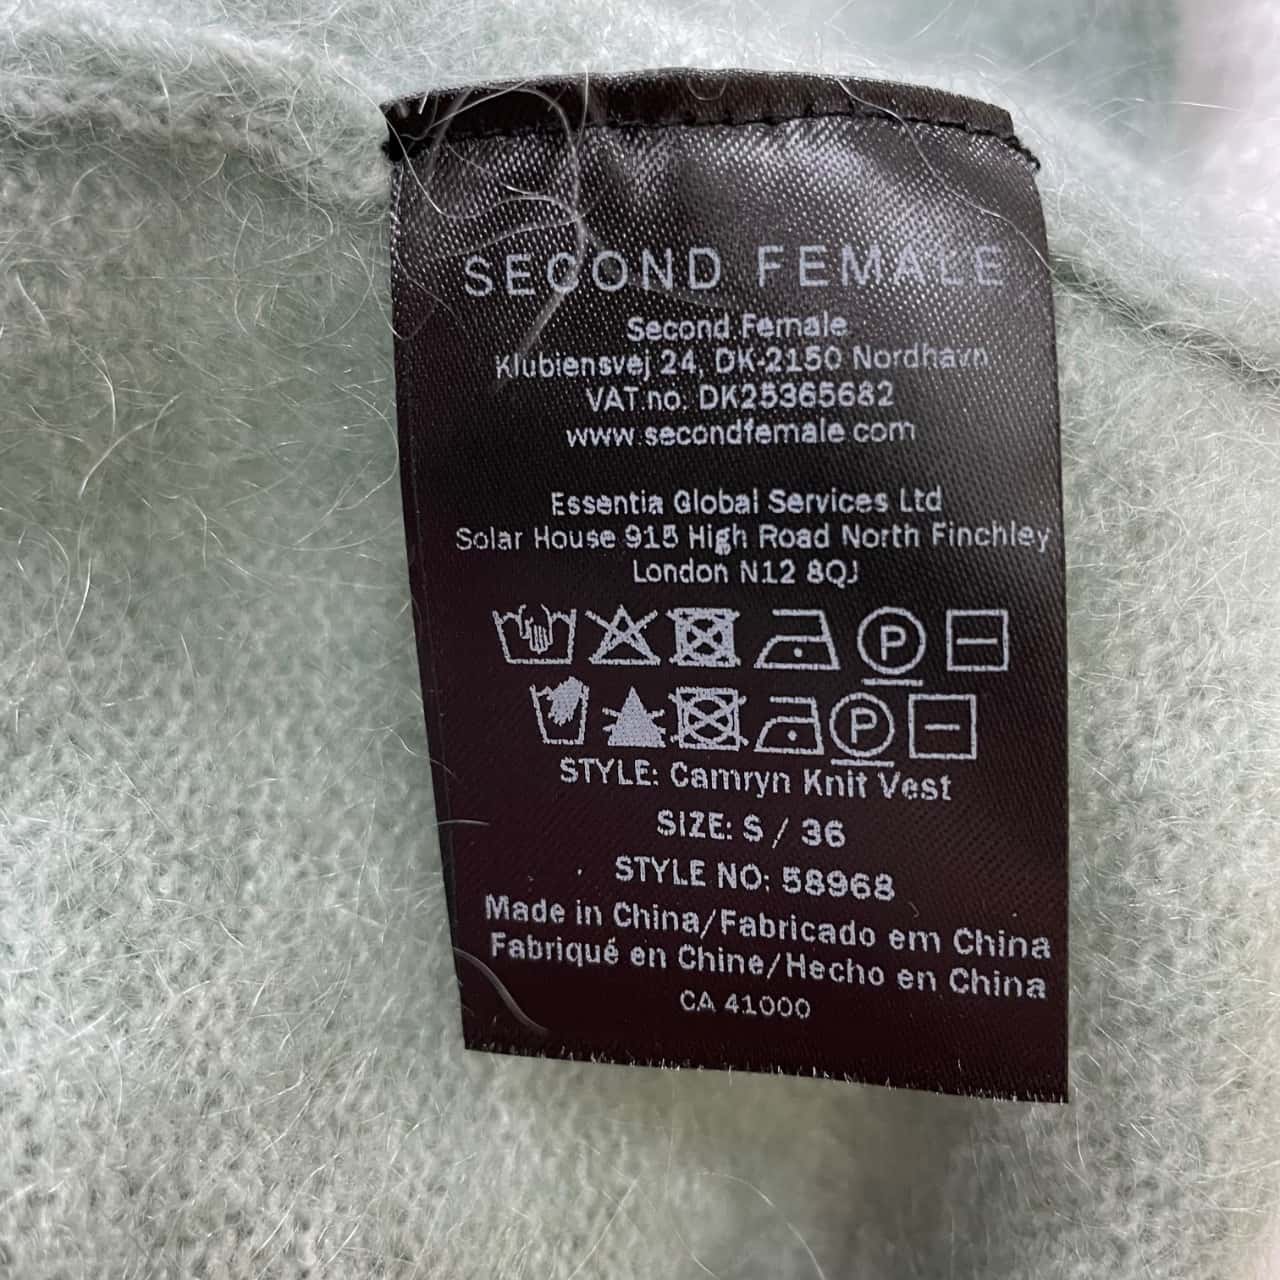 SECOND FEMALE
Second Female
Klubiensvej 24, DK-2150 Nordhavn
VAT.no. DK25365682
www.secondfemale.com
Essentia Global Services Ltd
Solar House 915 High Road North Finchley
London N12 8QJ
P
P
STYLE: Camryn Knit Vest
SIZE: S / 36
STYLE NO: 58968
Made in China/Fabricado em China
Fabriqué en Chine/Hecho en China
CA 41000